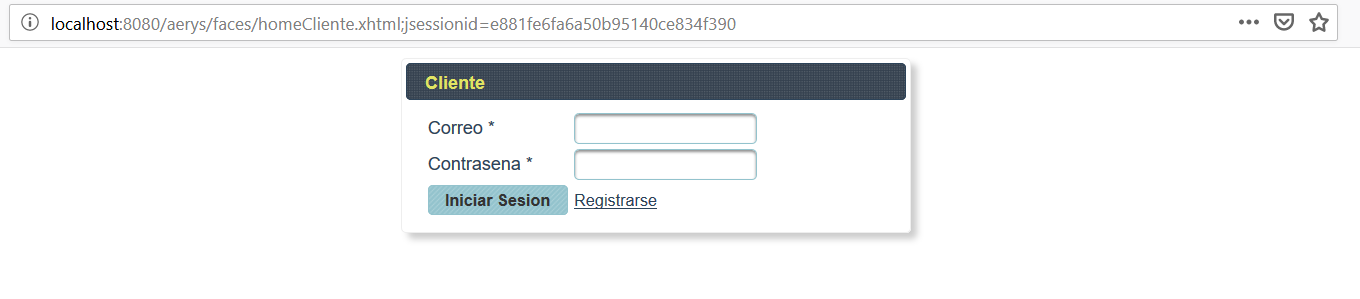 localhost:8080/aerys/faces/homeCliente.xhtml;jsessionid=e881fe6fa6a50b95140ce834f390
Cliente
Correo *
Contrasena *
Iniciar Sesion Registrarse